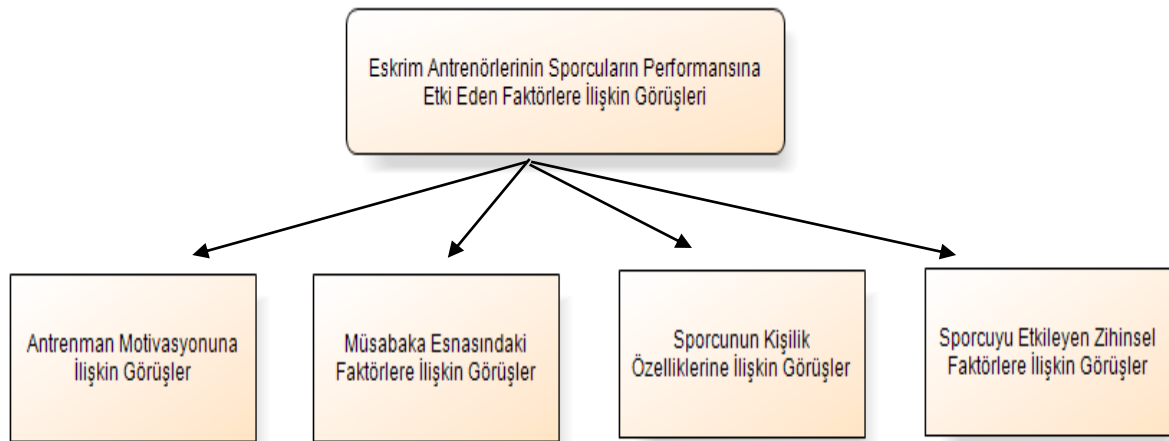 Eskrim Antrenörlerinin Sporcuların Performansına
Etki Eden Faktörlere İlişkin Görüşleri
Antrenman Motivasyonuna
İlişkin Görüşler
Müsabaka Esnasındaki
Faktörlere İlişkin Görüşler
Sporcunun Kişilik
Özelliklerine İlişkin Görüşler
Sporcuyu Etkileyen Zihinsel
Faktörlere İlişkin Görüşler